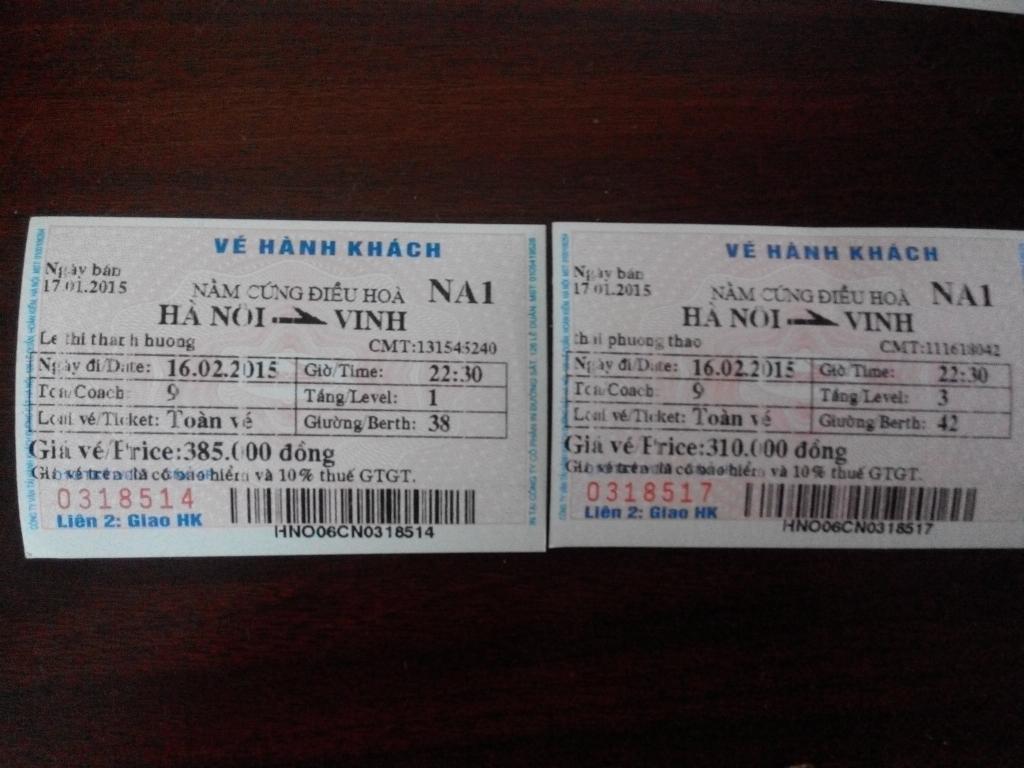 VÉ HÀNH KHÁCH
Ngày bán
17.01.2015
NẰM CỨNG ĐIỀU HOÀ
NA1
HÀ NỘI VINH
Le thi thanh huong
CMT:131545240
Ngày đi/Date: 16.02.2015 Giờ/Time: 22:30
Toa/Coach: 9 Tầng/Level: 1
Loại vé/Ticket: Toàn vé Giường/Berth: 38
Giá vé/Price:385.000 đồng
Giá vé trên đã có bảo hiểm và 10% thuế GTGT.
0318514
Liên 2: Giao HK
HNO06CN0318514
VÉ HÀNH KHÁCH
Ngày bán
17.01.2015
NẰM CỨNG ĐIỀU HOÀ
NA1
HÀ NỘI VINH
thai phuong thao
CMT:111618042
Ngày đi/Date: 16.02.2015 Giờ/Time: 22:30
Toa/Coach: 9 Tầng/Level: 3
Loại vé/Ticket: Toàn vé Giường/Berth: 42
Giá vé/Price:310.000 đồng
Giá vé trên đã có bảo hiểm và 10% thuế GTGT.
0318517
Liên 2: Giao HK
HNO06CN0318517